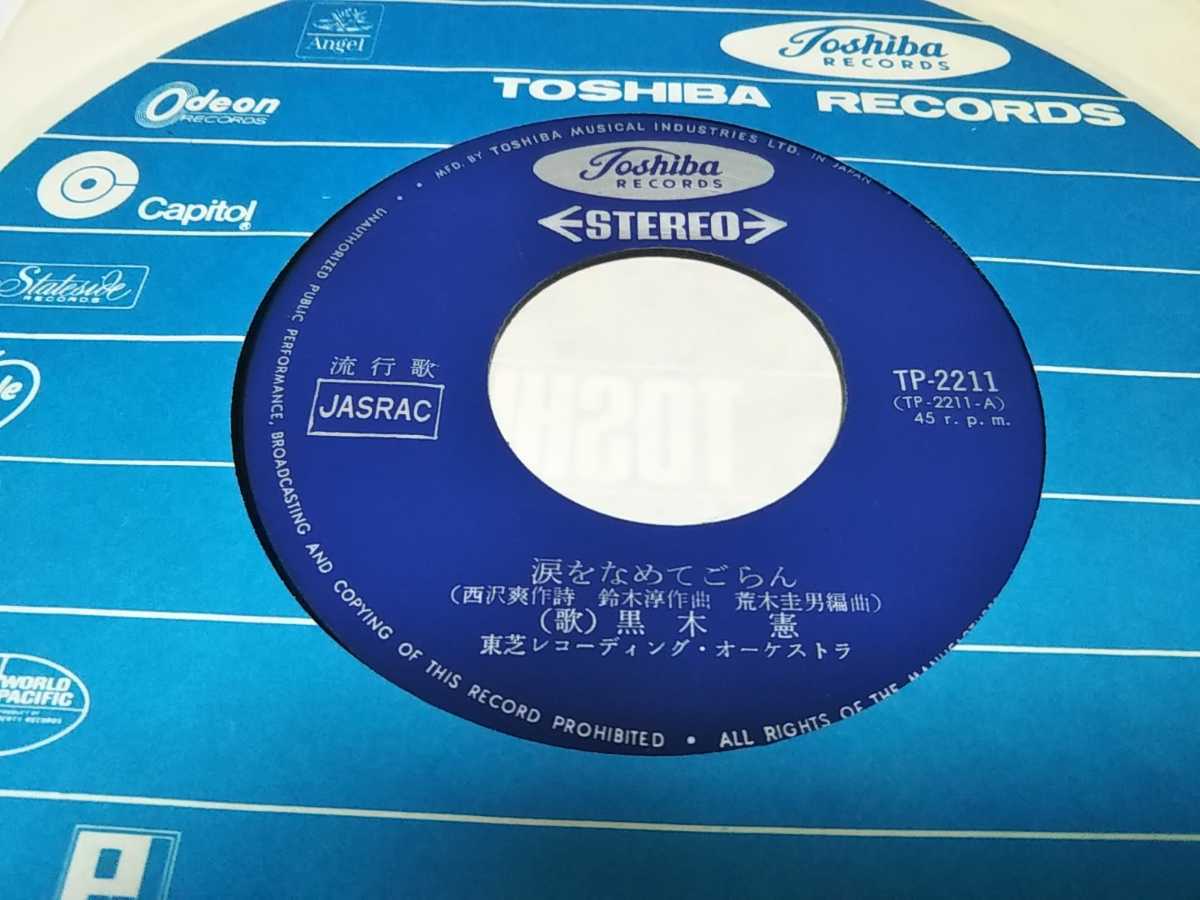 Angel
Toshiba
RECORDS
Odeon
RECORDS
TOSHIBA RECORDS
Capitol
®
Stateside
RECORDS
WORLD
PACIFIC
MFD. BY TOSHIBA MUSICAL INDUSTRIES LTD. IN JAPAN
Toshiba
RECORDS
STEREO
流行歌
JASRAC
TP-2211
(TP-2211-A)
45 r. p. m.
TOS
涙をなめてごらん
(西沢爽作詩 鈴木淳作曲 荒木圭男編曲)
(歌)黒木 憲
東芝レコーディング・オーケストラ
UNAUTHORIZED PUBLIC PERFORMANCE, BROADCASTING AND COPYING OF THIS RECORD PROHIBITED • ALL RIGHTS OF THE